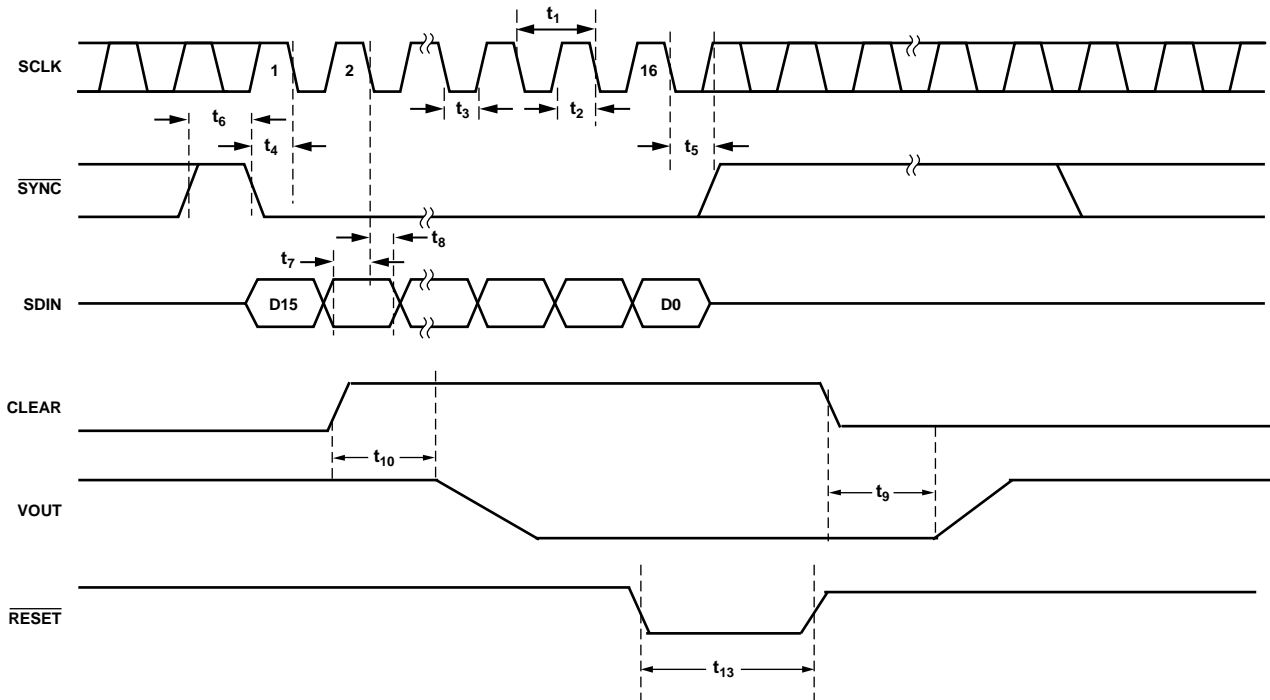 t1
SCLK
1
2
16
t3
t2
t6
t4
t5
SYNC
t8
t7
SDIN
D15
D0
CLEAR
t10
t9
VOUT
RESET
t13